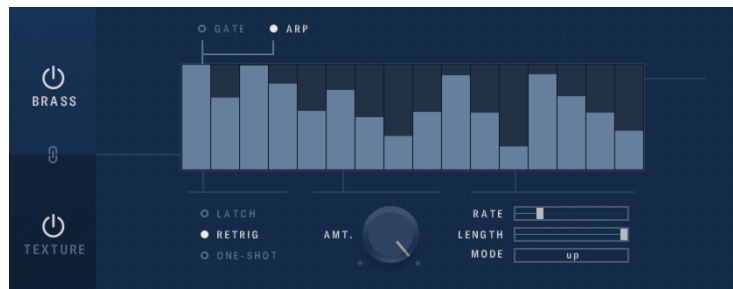 GATE ARP
BRASS
LATCH
RETRIG
ONE-SHOT
AMT.
RATE
LENGTH
MODE up
TEXTURE